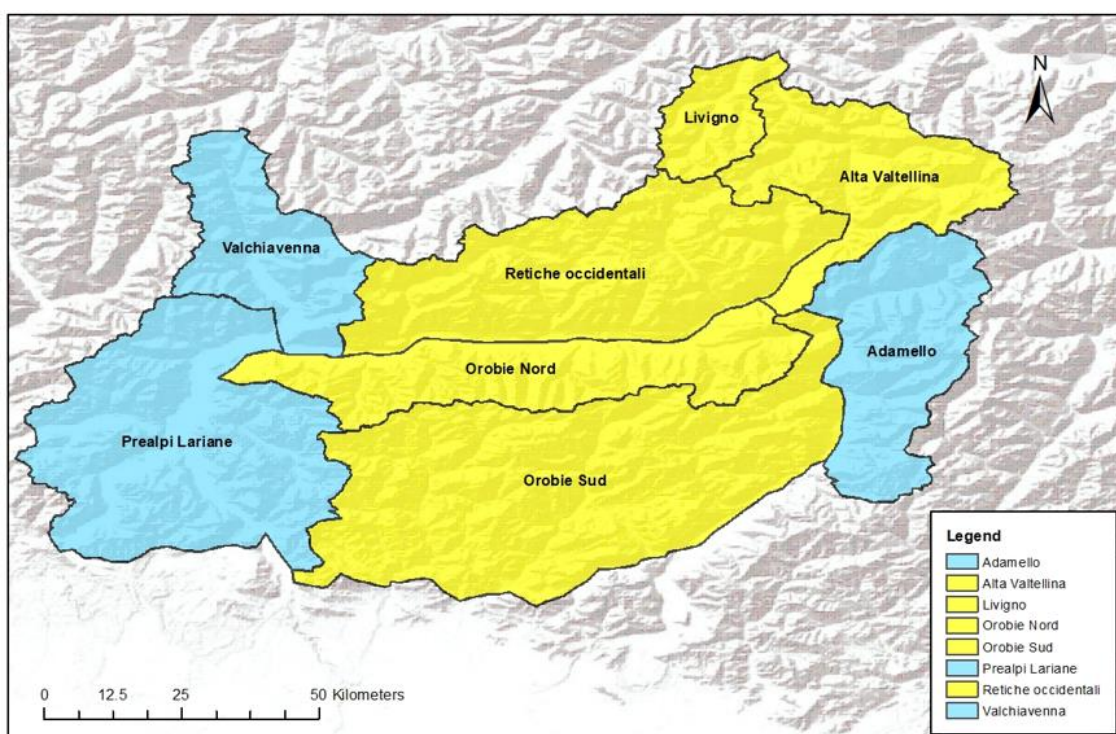 N
Livigno
Alta Valtellina
Valchiavenna
Retiche occidentali
Adamello
Orobie Nord
Prealpi Lariane
Orobie Sud
Legend
Adamello
Alta Valtellina
Livigno
Orobie Nord
Orobie Sud
Prealpi Lariane
Retiche occidentali
Valchiavenna
0 12.5 25 50 Kilometers